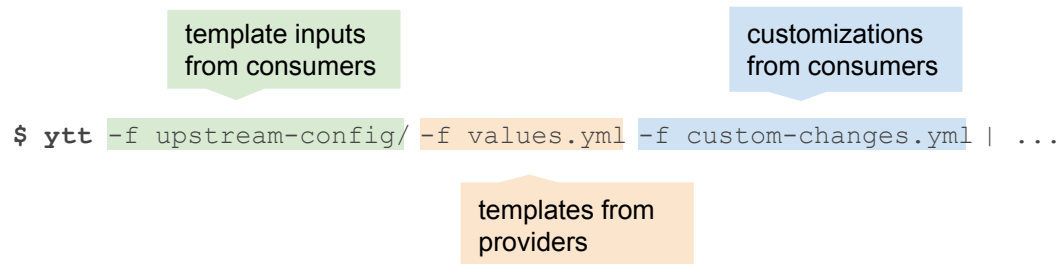 template inputs
from consumers
customizations
from consumers
$ ytt -f upstream-config/ -f values.yml -f custom-changes.yml | ...
templates from
providers